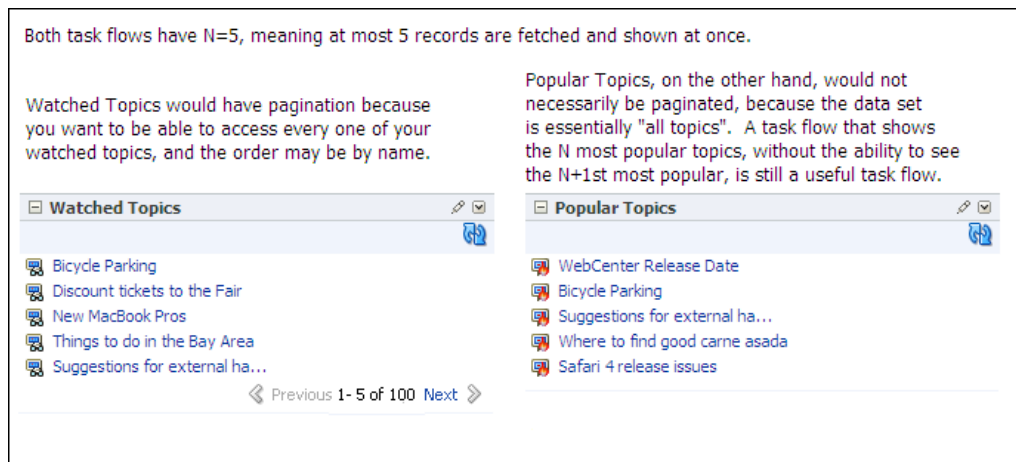 Both task flows have N=5, meaning at most 5 records are fetched and shown at once.
Watched Topics would have pagination because
you want to be able to access every one of your
watched topics, and the order may be by name.
Watched Topics
Bicycle Parking
Discount tickets to the Fair
New MacBook Pros
Things to do in the Bay Area
Suggestions for external ha...
Previous 1- 5 of 100 Next
Popular Topics, on the other hand, would not
necessarily be paginated, because the data set
is essentially "all topics".  A task flow that shows
the N most popular topics, without the ability to see
the N+1st most popular, is still a useful task flow.
Popular Topics
WebCenter Release Date
Bicycle Parking
Suggestions for external ha...
Where to find good carne asada
Safari 4 release issues